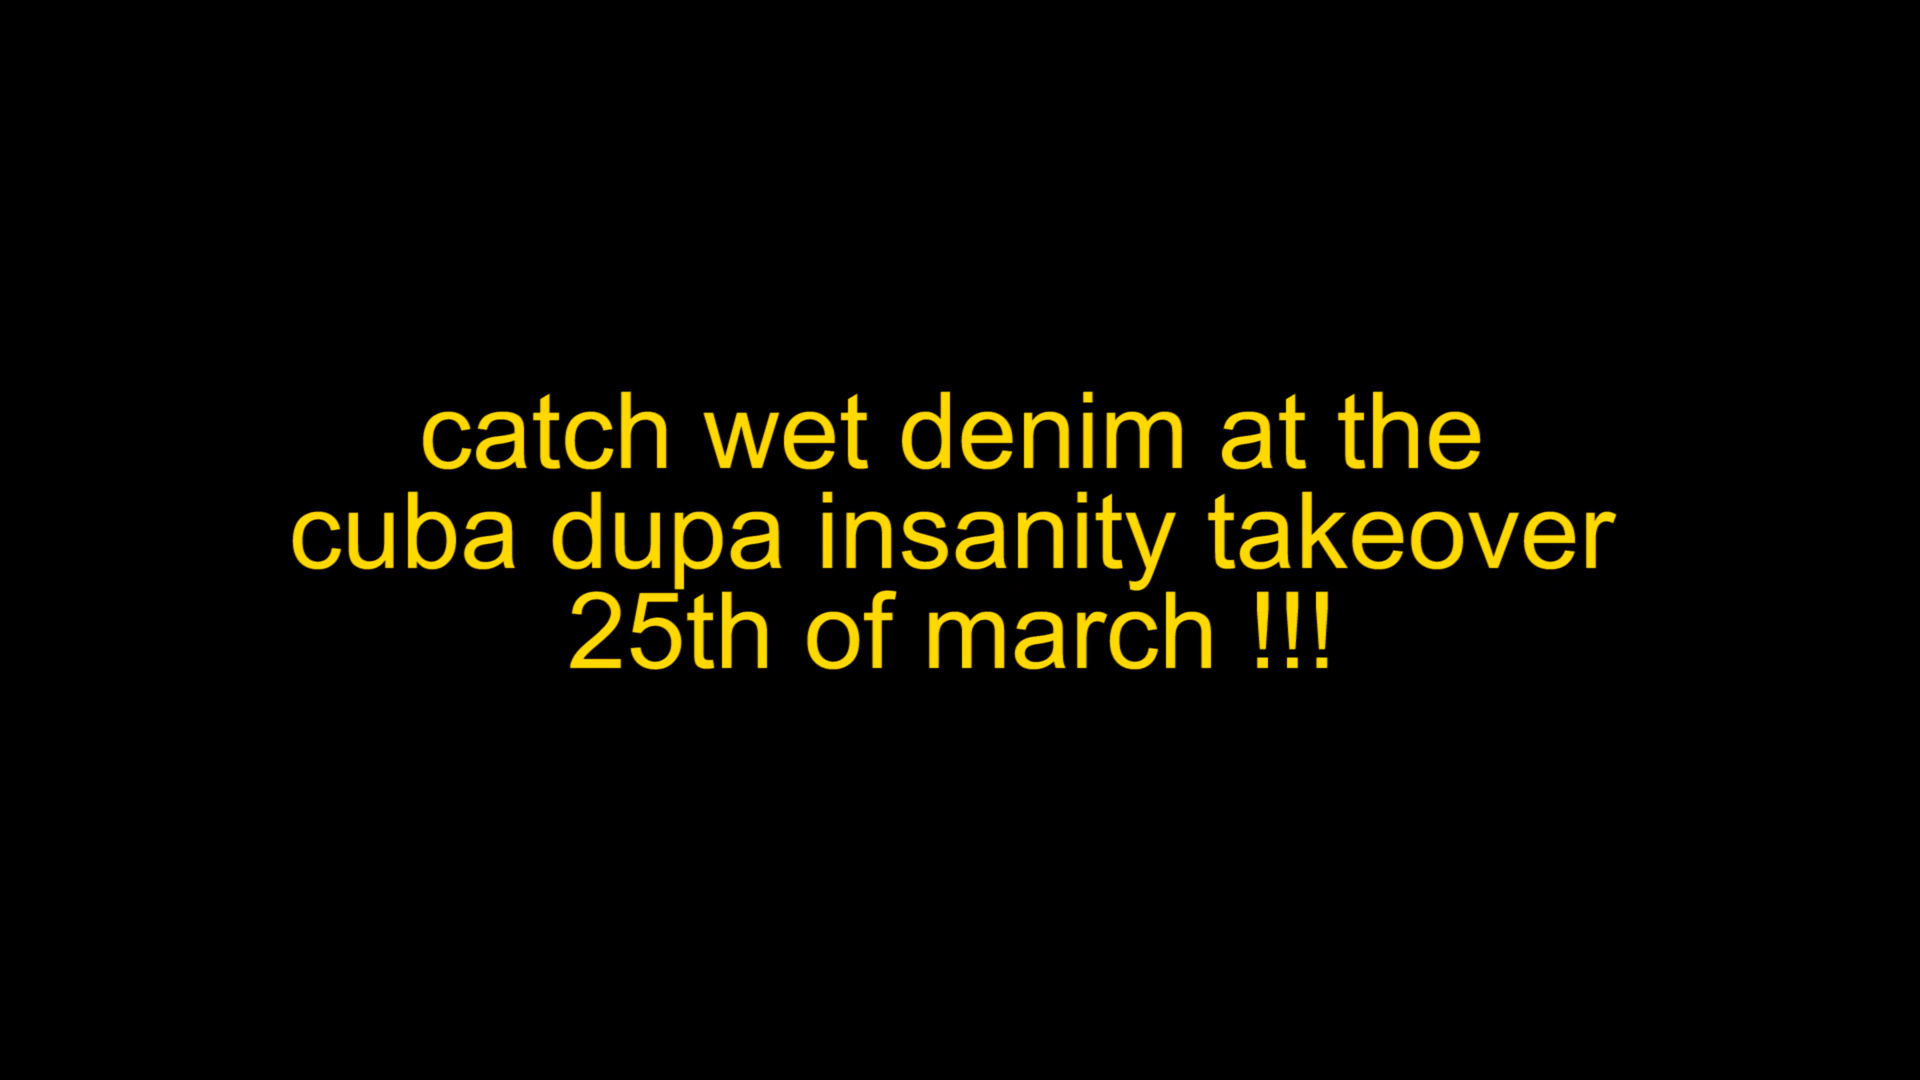 catch wet denim at the
cuba dupa insanity takeover
25th of march !!!